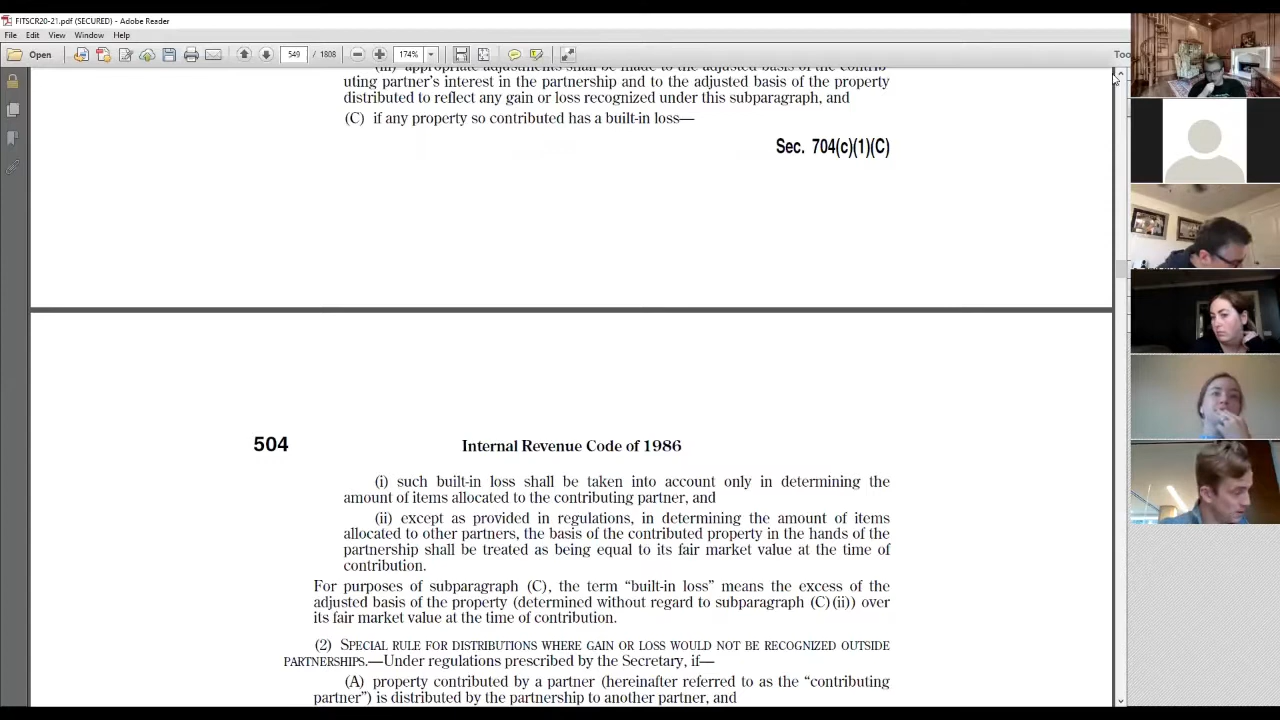 FITSCR20-21.pdf (SECURED) - Adobe Reader
File Edit View Window Help
Open 549 / 1808 174% Too
uting partner's interest in the partnership and to the adjusted basis of the property
distributed to reflect any gain or loss recognized under this subparagraph, and
(C) if any property so contributed has a built-in loss—
Sec. 704(c)(1)(C)
504 Internal Revenue Code of 1986
(i) such built-in loss shall be taken into account only in determining the
amount of items allocated to the contributing partner, and
(ii) except as provided in regulations, in determining the amount of items
allocated to other partners, the basis of the contributed property in the hands of the
partnership shall be treated as being equal to its fair market value at the time of
contribution.
For purposes of subparagraph (C), the term “built-in loss” means the excess of the
adjusted basis of the property (determined without regard to subparagraph (C)(ii)) over
its fair market value at the time of contribution.
(2) SPECIAL RULE FOR DISTRIBUTIONS WHERE GAIN OR LOSS WOULD NOT BE RECOGNIZED OUTSIDE
PARTNERSHIPS.—Under regulations prescribed by the Secretary, if—
(A) property contributed by a partner (hereinafter referred to as the “contributing
partner”) is distributed by the partnership to another partner, and